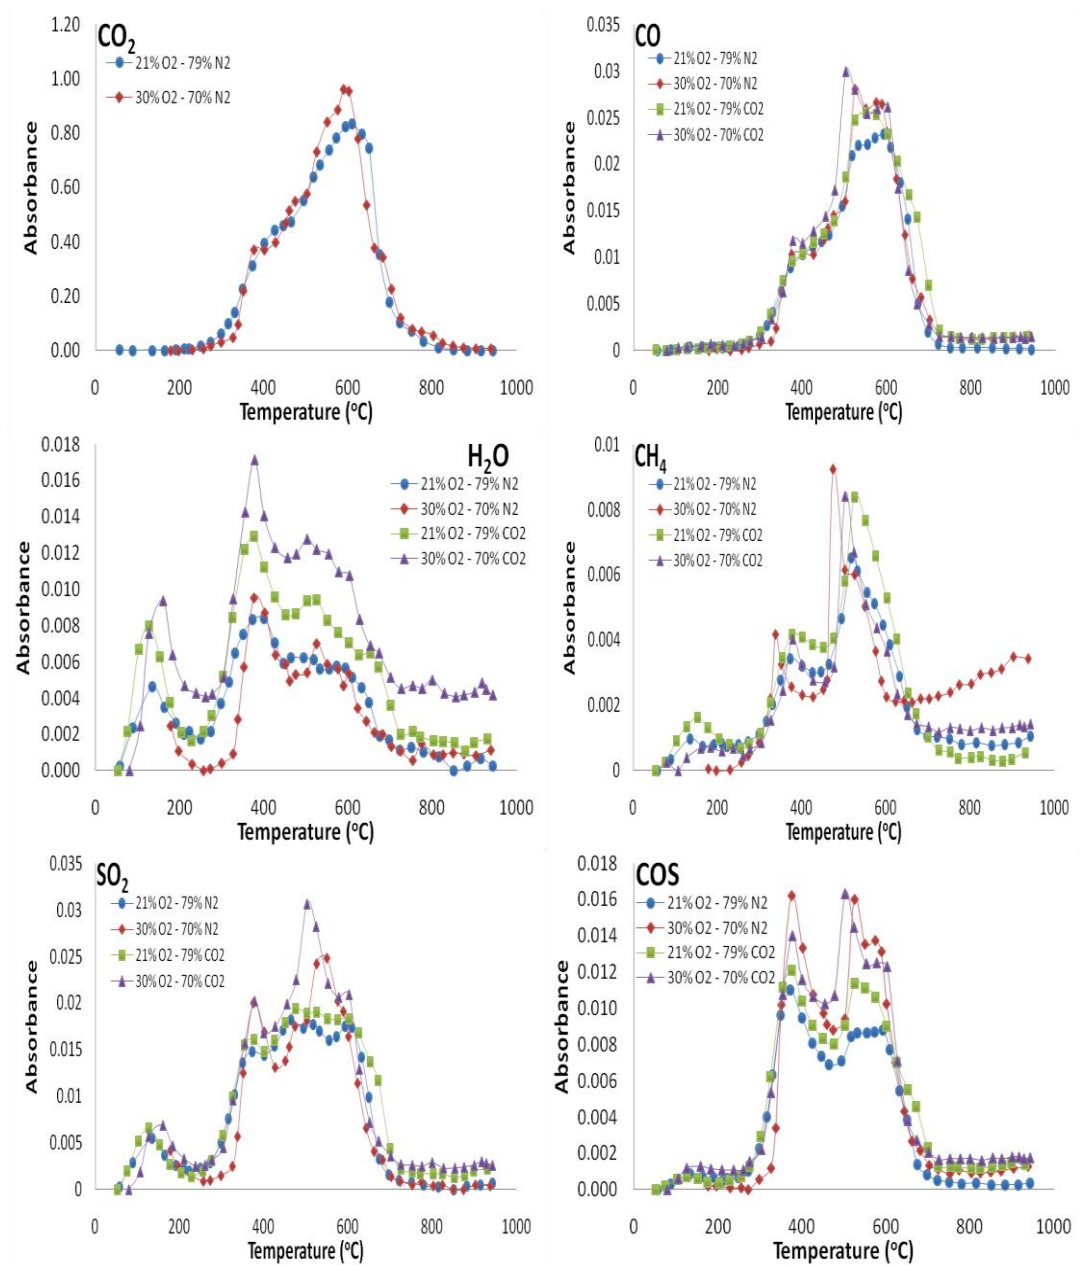 CO2
21% O2 - 79% N2
30% O2 - 70% N2
Absorbance
1.20
1.00
0.80
0.60
0.40
0.20
0.00
0 200 400 600 800 1000
Temperature (oC)
CO
21% O2 - 79% N2
30% O2 - 70% N2
21% O2 - 79% CO2
30% O2 - 70% CO2
Absorbance
0.035
0.03
0.025
0.02
0.015
0.01
0.005
0
0 200 400 600 800 1000
Temperature (oC)
H2O
21% O2 - 79% N2
30% O2 - 70% N2
21% O2 - 79% CO2
30% O2 - 70% CO2
Absorbance
0.018
0.016
0.014
0.012
0.010
0.008
0.006
0.004
0.002
0.000
0 200 400 600 800 1000
Temperature (oC)
CH4
21% O2 - 79% N2
30% O2 - 70% N2
21% O2 - 79% CO2
30% O2 - 70% CO2
Absorbance
0.01
0.008
0.006
0.004
0.002
0
0 200 400 600 800 1000
Temperature (oC)
SO2
21% O2 - 79% N2
30% O2 - 70% N2
21% O2 - 79% CO2
30% O2 - 70% CO2
Absorbance
0.035
0.03
0.025
0.02
0.015
0.01
0.005
0
0 200 400 600 800 1000
Temperature (oC)
COS
21% O2 - 79% N2
30% O2 - 70% N2
21% O2 - 79% CO2
30% O2 - 70% CO2
Absorbance
0.018
0.016
0.014
0.012
0.010
0.008
0.006
0.004
0.002
0.000
0 200 400 600 800 1000
Temperature (oC)